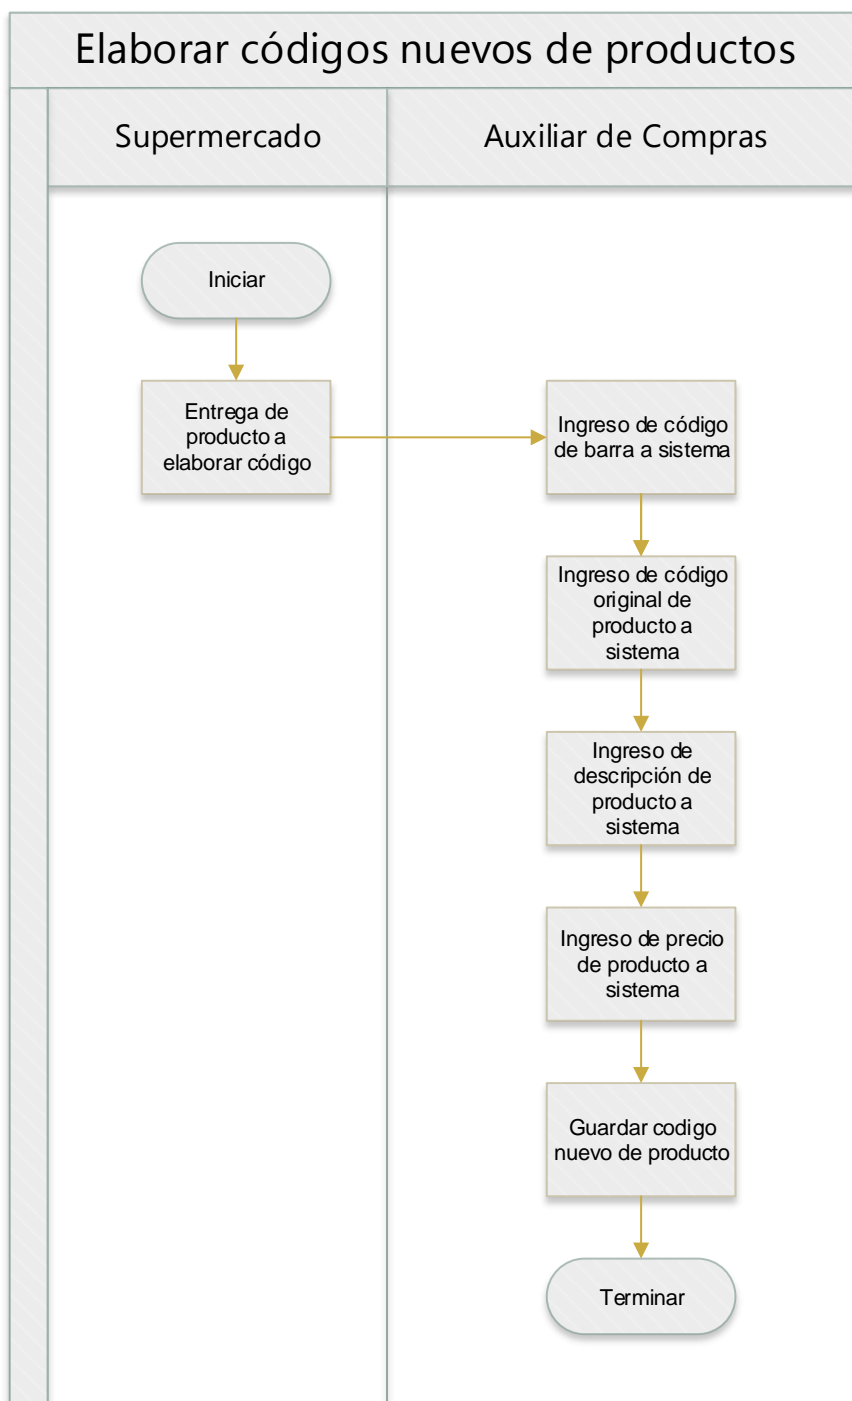 Elaborar códigos nuevos de productos
Supermercado
Auxiliar de Compras
Iniciar
Entrega de
producto a
elaborar código
Ingreso de código
de barra a sistema
Ingreso de código
original de
producto a
sistema
Ingreso de
descripción de
producto a
sistema
Ingreso de precio
de producto a
sistema
Guardar codigo
nuevo de producto
Terminar